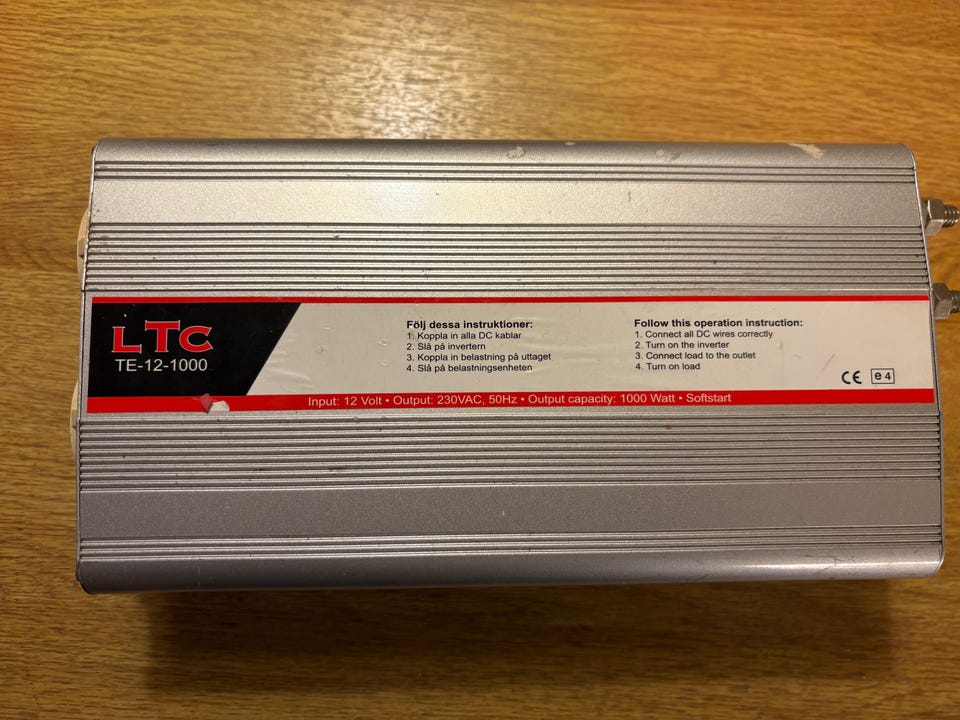 LTC
TE-12-1000
Följ dessa instruktioner:
1. Koppla in alla DC kablar
2. Slå på invertern
3. Koppla in belastning på uttaget
4. Slå på belastningsenheten
Follow this operation instruction:
1. Connect all DC wires correctly
2. Turn on the inverter
3. Connect load to the outlet
4. Turn on load
CE e4
Input: 12 Volt • Output: 230VAC, 50Hz • Output capacity: 1000 Watt • Softstart